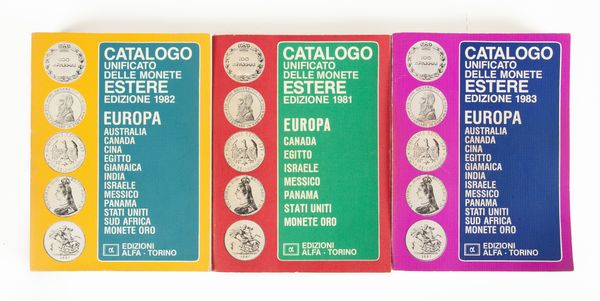 CATALOGO
UNIFICATO
DELLE MONETE
ESTERE
EDIZIONE 1982
EUROPA
AUSTRALIA
CANADA
CINA
EGITTO
GIAMAICA
INDIA
ISRAELE
MESSICO
PANAMA
STATI UNITI
SUD AFRICA
MONETE ORO
α EDIZIONI
ALFA - TORINO
CATALOGO
UNIFICATO
DELLE MONETE
ESTERE
EDIZIONE 1981
EUROPA
CANADA
EGITTO
ISRAELE
MESSICO
PANAMA
STATI UNITI
MONETE ORO
α EDIZIONI
ALFA - TORINO
CATALOGO
UNIFICATO
DELLE MONETE
ESTERE
EDIZIONE 1983
EUROPA
AUSTRALIA
CANADA
CINA
EGITTO
GIAMAICA
INDIA
ISRAELE
MESSICO
PANAMA
STATI UNITI
SUD AFRICA
MONETE ORO
α EDIZIONI
ALFA - TORINO